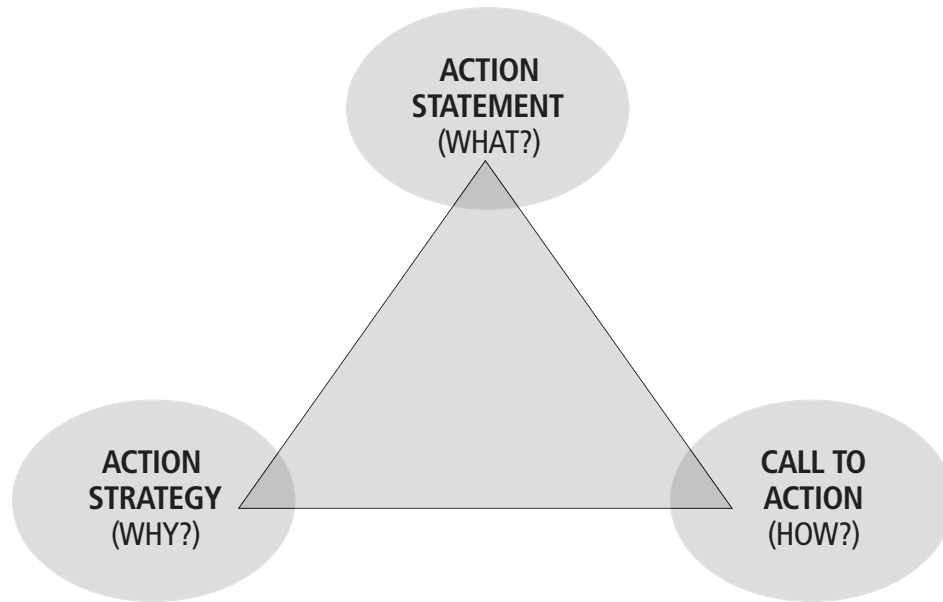 ACTION
STATEMENT
(WHAT?)
ACTION
STRATEGY
(WHY?)
CALL TO
ACTION
(HOW?)